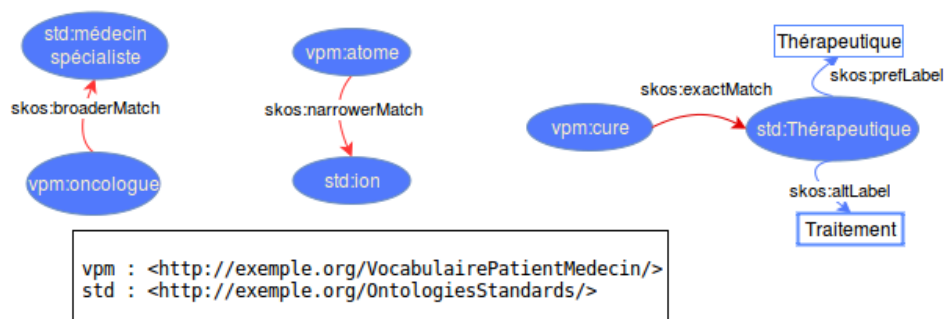 std:médecin
spécialiste
skos:broaderMatch
vpm:oncologue
vpm:atome
skos:narrowerMatch
std:ion
vpm:cure
skos:exactMatch
std:Thérapeutique
Thérapeutique
skos:prefLabel
skos:altLabel
Traitement
vpm : <http://exemple.org/VocabulairePatientMedecin/>
std : <http://exemple.org/OntologiesStandards/>